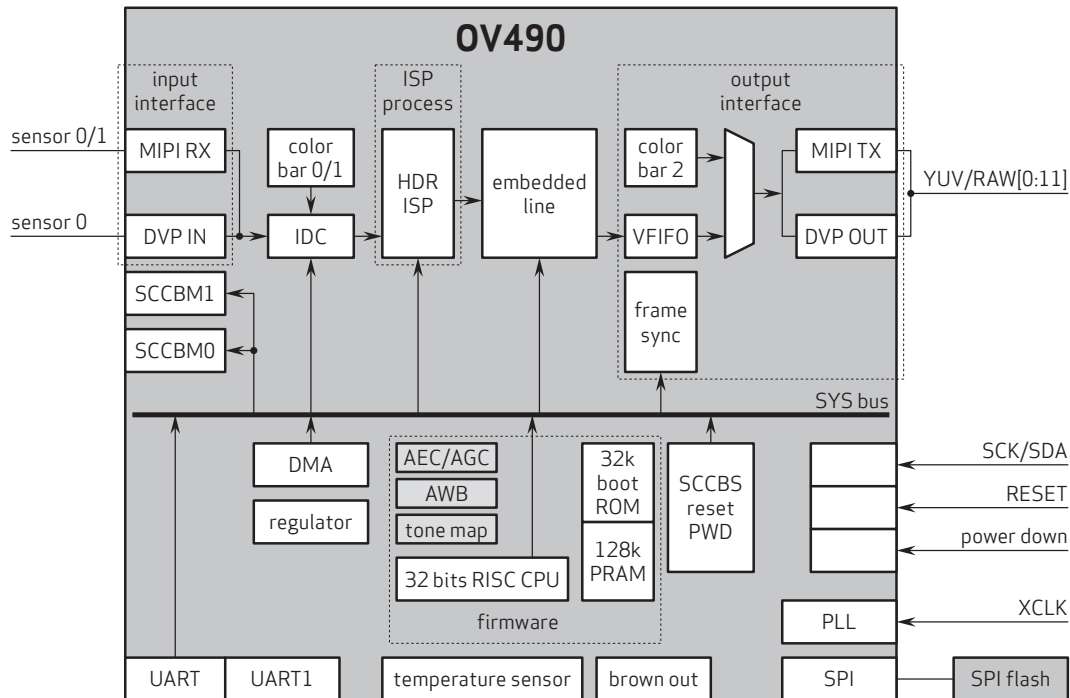 OV490
input
interface
ISP
process
output
interface
sensor 0/1
MIPI RX
color
bar 0/1
HDR
ISP
embedded
line
color
bar 2
MIPI TX
YUV/RAW[0:11]
sensor 0
DVP IN
IDC
VFIFO
DVP OUT
SCCBM1
SCCBM0
frame
sync
SYS bus
DMA
regulator
AEC/AGC
AWB
tone map
32 bits RISC CPU
32k
boot
ROM
128k
PRAM
firmware
SCCBS
reset
PWD
SCK/SDA
RESET
power down
PLL
XCLK
UART
UART1
temperature sensor
brown out
SPI
SPI flash